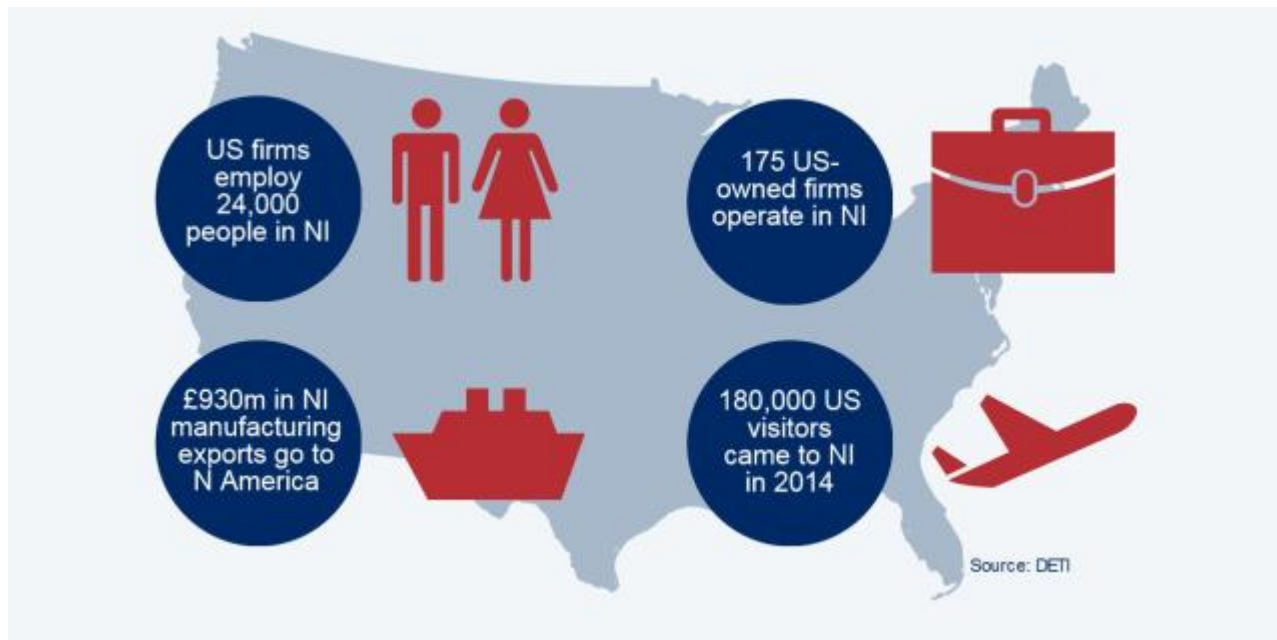 US firms
employ
24,000
people in NI
175 US-
owned firms
operate in NI
£930m in NI
manufacturing
exports go to
N America
180,000 US
visitors
came to NI
in 2014
Source: DETI